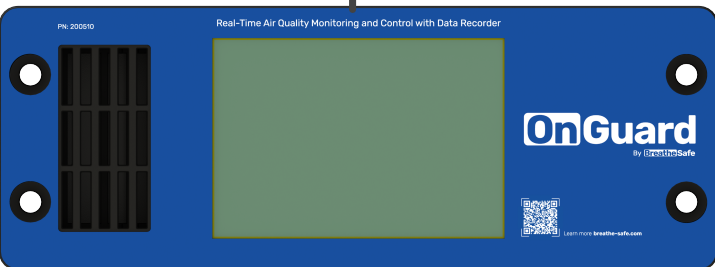 PN: 200510
Real-Time Air Quality Monitoring and Control with Data Recorder
OnGuard
By BreatheSafe
Learn more breathe-safe.com